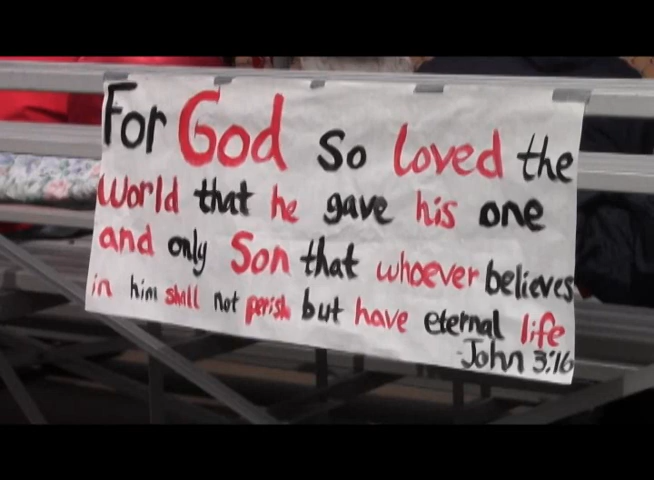 For God so loved the
World that he gave his one
and only Son that whoever believes
in him shall not perish but have eternal life
-John 3:16